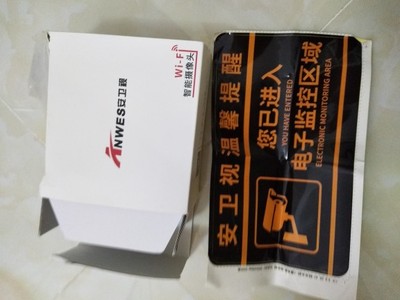 Wi-F
智能摄像头
ANWES安卫视
安卫视温馨提醒
您已进入
YOU HAVE ENTERED
电子监控区域
ELECTRONIC MONITORING AREA